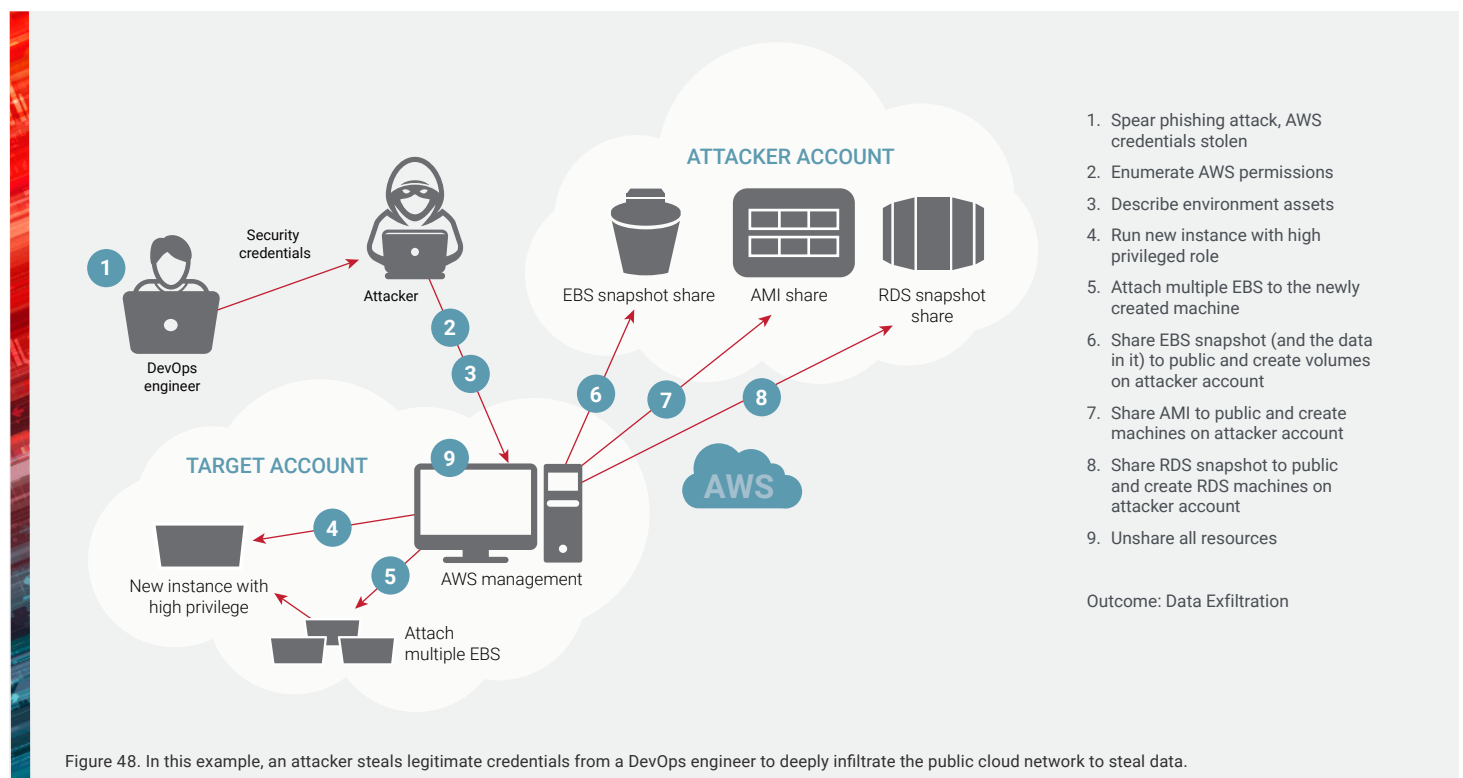 ATTACKER ACCOUNT
EBS snapshot share
AMI share
RDS snapshot
share
Security
credentials
1
Attacker
DevOps
engineer
2
3
6
7
8
AWS
TARGET ACCOUNT
9
4
5
AWS management
New instance with
high privilege
Attach
multiple EBS
1. Spear phishing attack, AWS
credentials stolen
2. Enumerate AWS permissions
3. Describe environment assets
4. Run new instance with high
privileged role
5. Attach multiple EBS to the newly
created machine
6. Share EBS snapshot (and the data
in it) to public and create volumes
on attacker account
7. Share AMI to public and create
machines on attacker account
8. Share RDS snapshot to public
and create RDS machines on
attacker account
9. Unshare all resources
Outcome: Data Exfiltration
Figure 48. In this example, an attacker steals legitimate credentials from a DevOps engineer to deeply infiltrate the public cloud network to steal data.